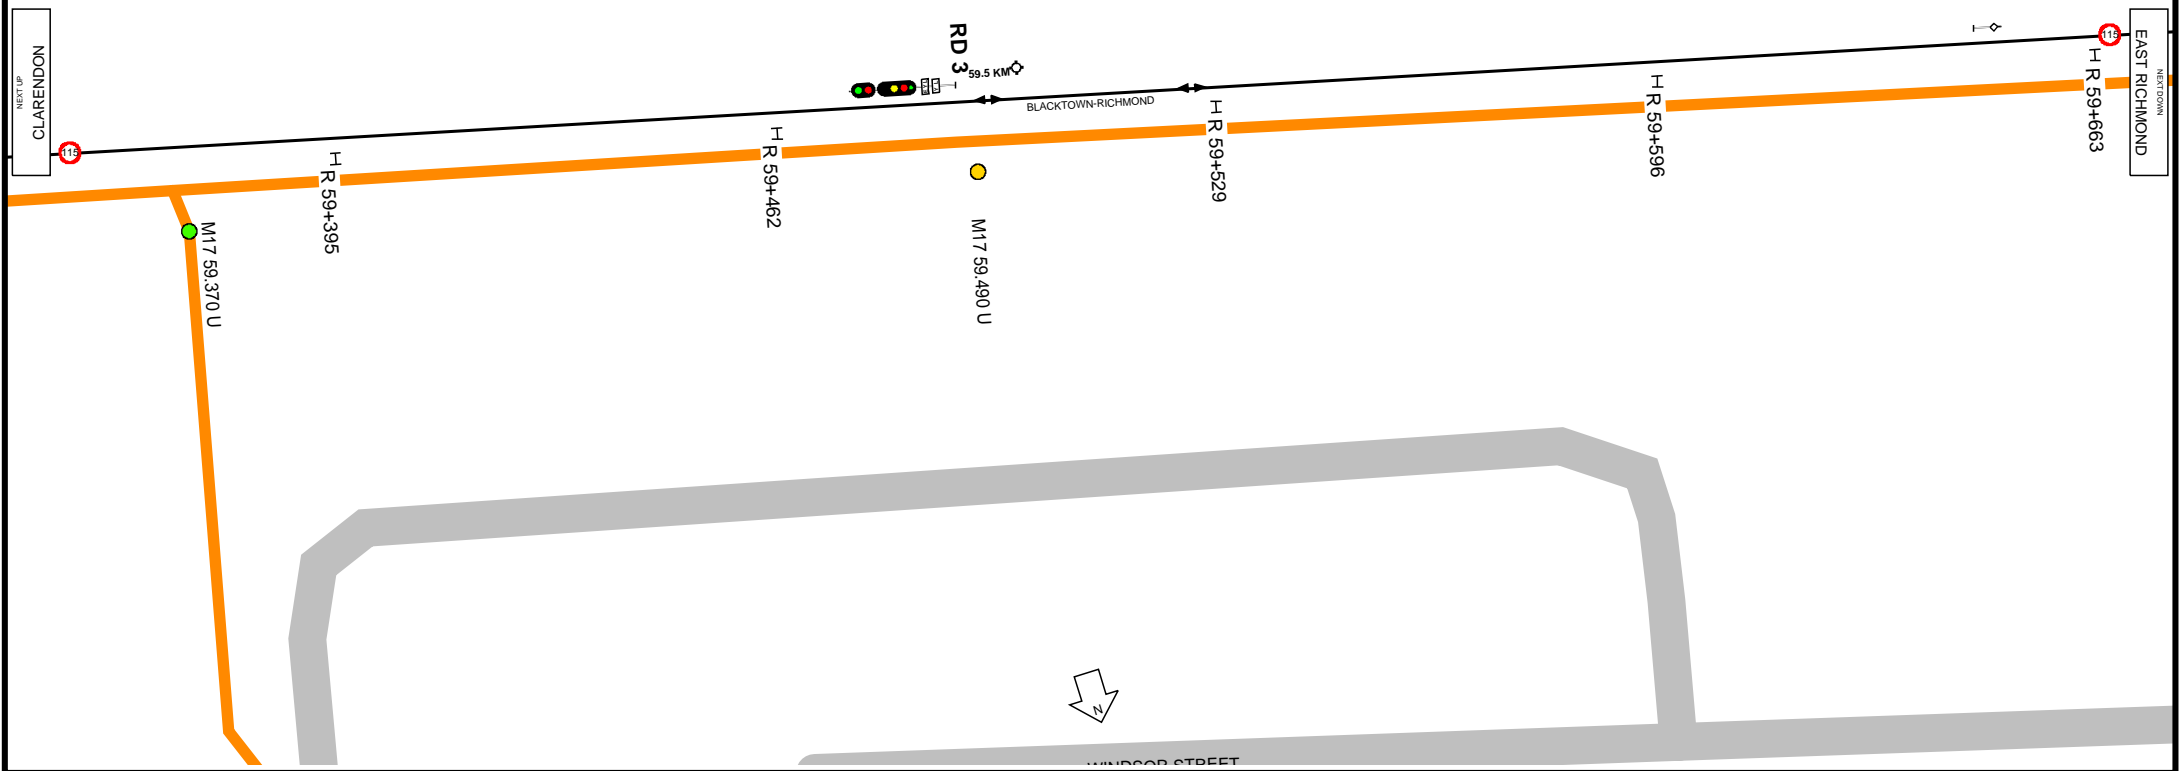 NEXT UP
CLARENDON
115
RD 3
59.5 KM
BLACKTOWN-RICHMOND
115
EAST RICHMOND
NEXT DOWN
R 59+395
R 59+462
R 59+529
R 59+596
R 59+663
M17 59.370 U
M17 59.490 U
N
WINDSOR STREET